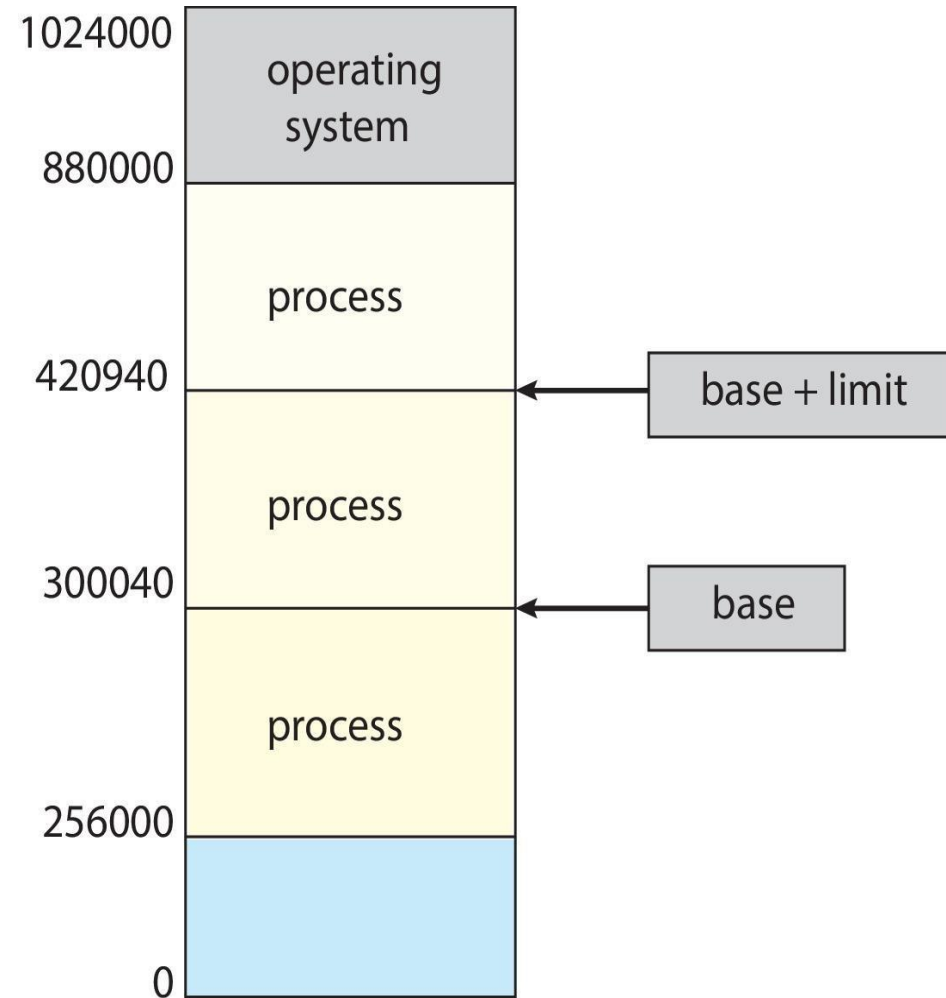 1024000
operating
system
880000
process
420940
base + limit
process
300040
base
process
256000
0